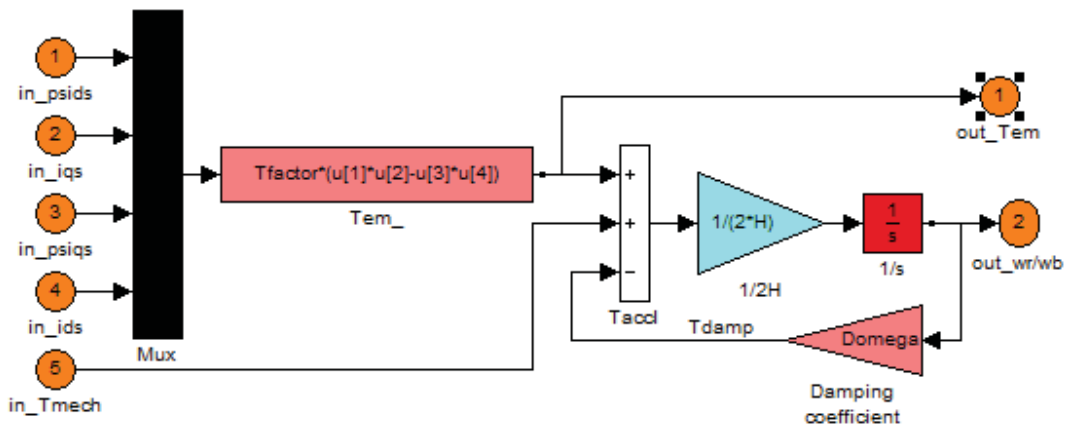 1
in_psids
2
in_iqs
3
in_psiqs
4
in_ids
5
in_Tmech
Mux
Tfactor*(u[1]*u[2]-u[3]*u[4])
Tem_
+
+
−
Taccl
1/(2*H)
1/2H
1
s
1/s
1
out_Tem
2
out_wr/wb
Tdamp
Domega
Damping
coefficient